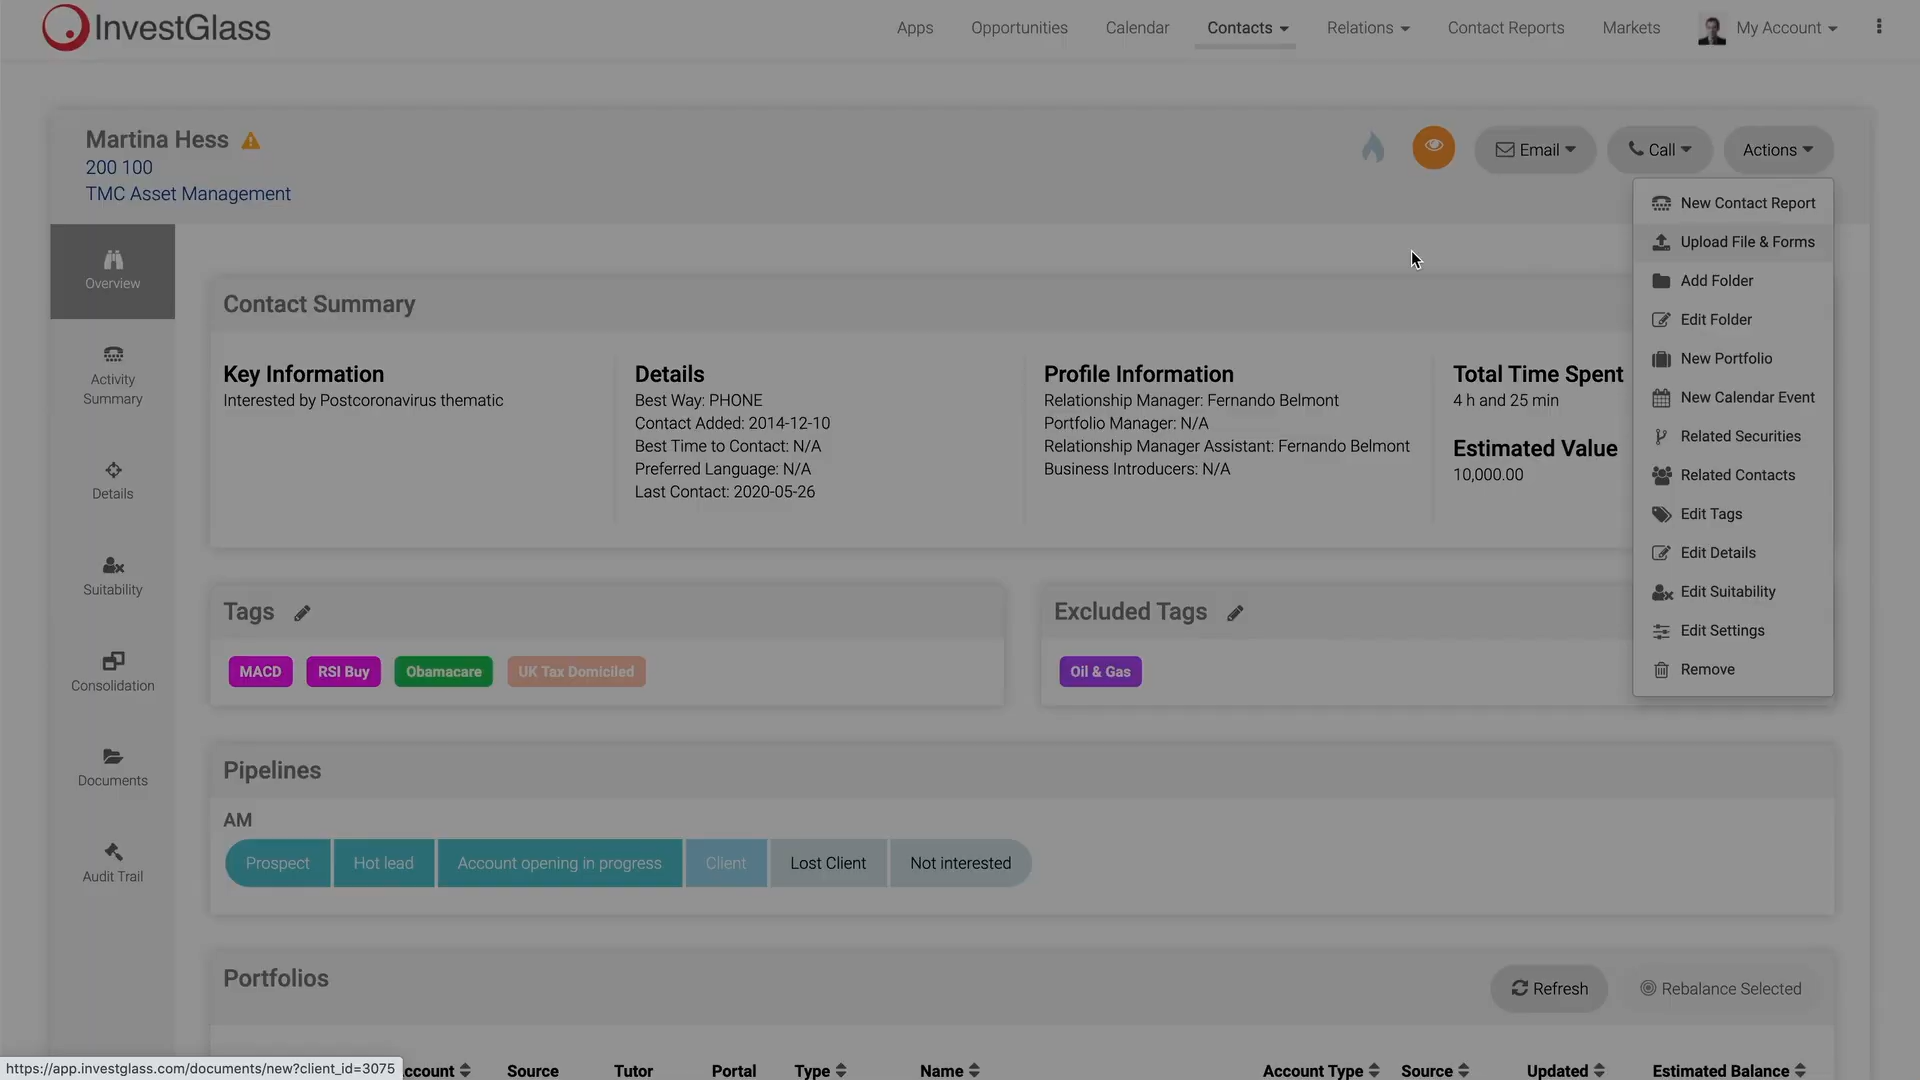 InvestGlass
Apps Opportunities Calendar Contacts Relations Contact Reports Markets My Account
Martina Hess
200 100
TMC Asset Management
Email Call Actions
New Contact Report
Upload File & Forms
Add Folder
Edit Folder
New Portfolio
New Calendar Event
Related Securities
Related Contacts
Edit Tags
Edit Details
Edit Suitability
Edit Settings
Remove
Overview
Activity
Summary
Details
Suitability
Consolidation
Documents
Audit Trail
Contact Summary
Key Information
Interested by Postcoronavirus thematic
Details
Best Way: PHONE
Contact Added: 2014-12-10
Best Time to Contact: N/A
Preferred Language: N/A
Last Contact: 2020-05-26
Profile Information
Relationship Manager: Fernando Belmont
Portfolio Manager: N/A
Relationship Manager Assistant: Fernando Belmont
Business Introducers: N/A
Total Time Spent
4 h and 25 min
Estimated Value
10,000.00
Tags
MACD RSI Buy Obamacare UK Tax Domiciled
Excluded Tags
Oil & Gas
Pipelines
AM
Prospect Hot lead Account opening in progress Client Lost Client Not interested
Portfolios
Refresh Rebalance Selected
ccount Source Tutor Portal Type Name Account Type Source Updated Estimated Balance
https://app.investglass.com/documents/new?client_id=3075